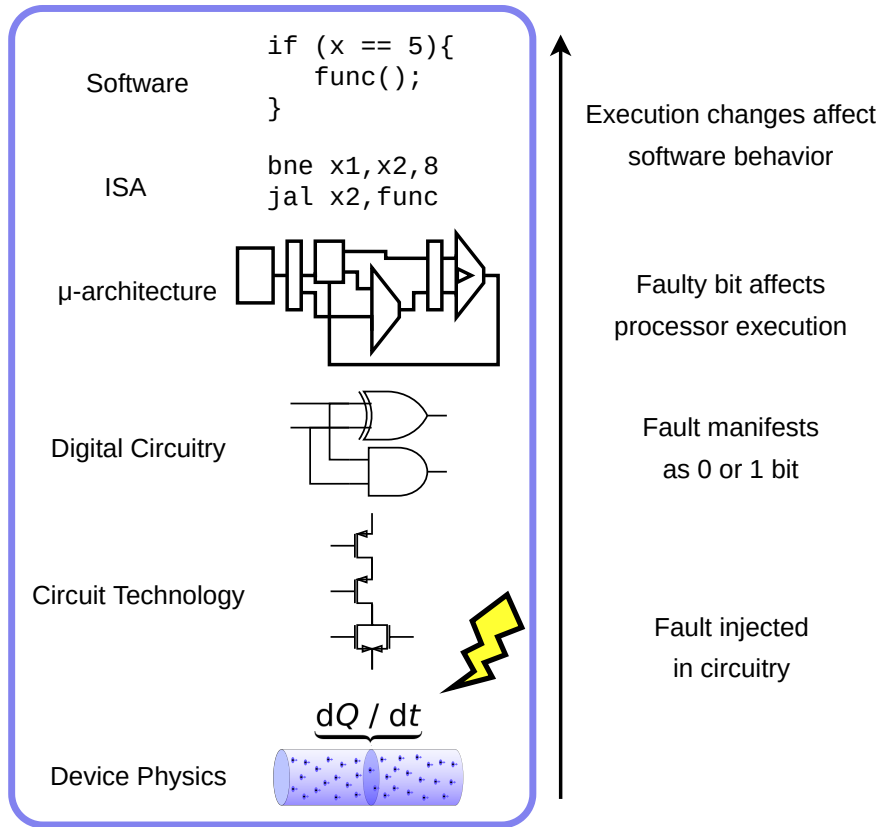 Software
if (x == 5){
func();
}
Execution changes affect
software behavior
ISA
bne x1,x2,8
jal x2,func
μ-architecture
Faulty bit affects
processor execution
Digital Circuitry
Fault manifests
as 0 or 1 bit
Circuit Technology
Fault injected
in circuitry
dQ / dt
Device Physics